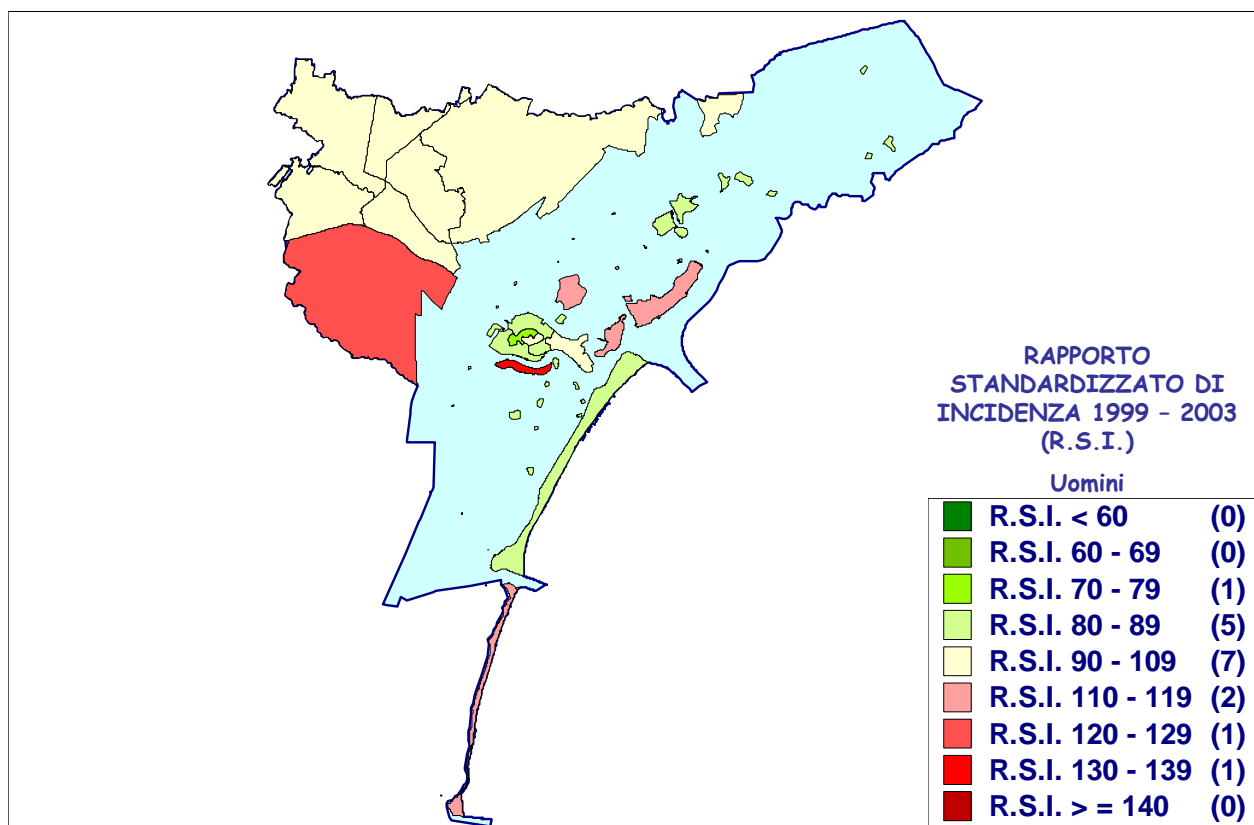 RAPPORTO
STANDARDIZZATO DI
INCIDENZA 1999 – 2003
(R.S.I.)
Uomini
R.S.I. < 60 (0)
R.S.I. 60 - 69 (0)
R.S.I. 70 - 79 (1)
R.S.I. 80 - 89 (5)
R.S.I. 90 - 109 (7)
R.S.I. 110 - 119 (2)
R.S.I. 120 - 129 (1)
R.S.I. 130 - 139 (1)
R.S.I. > = 140 (0)